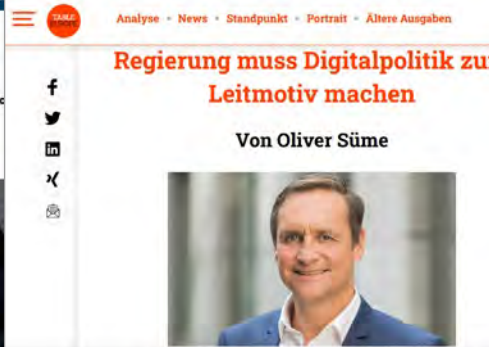 Analyse • News • Standpunkt • Portrait • Ältere Ausgaben
Regierung muss Digitalpolitik zu
Leitmotiv machen
Von Oliver Süme